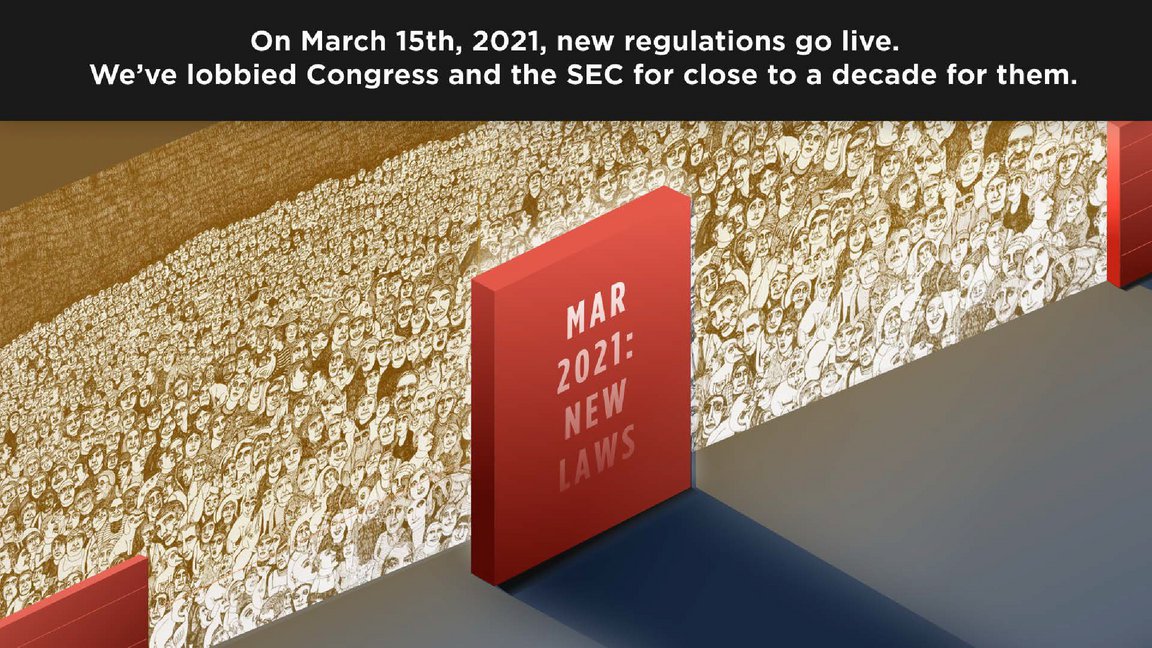 On March 15th, 2021, new regulations go live.
We’ve lobbied Congress and the SEC for close to a decade for them.
MAR
2021:
NEW
LAWS